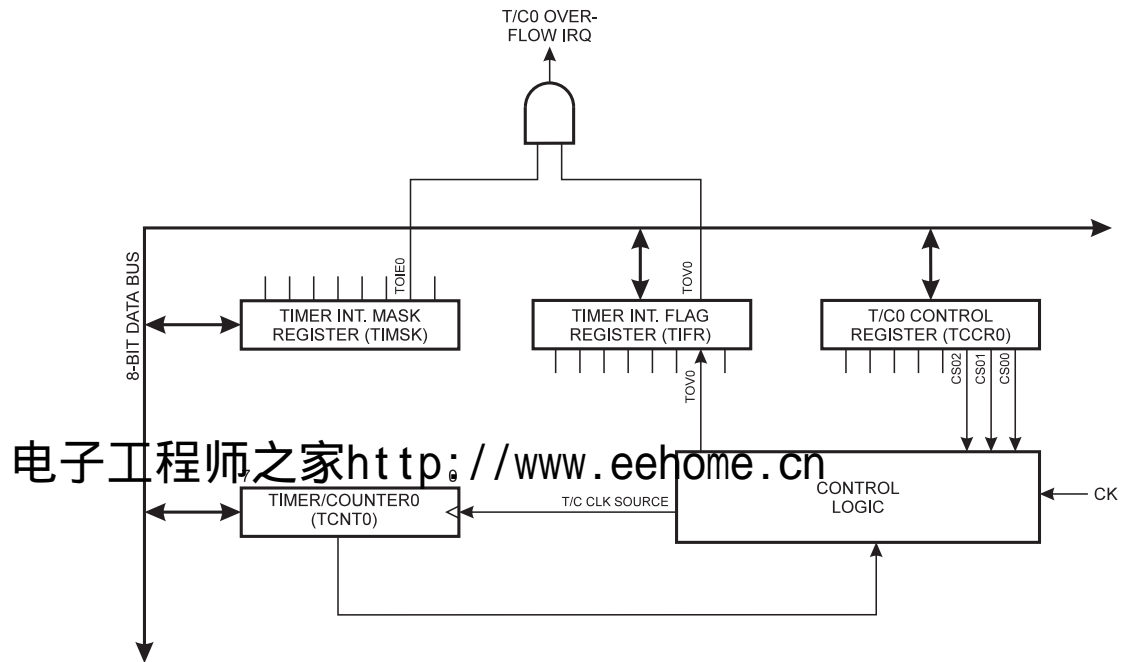 T/C0 OVER-
FLOW IRQ
8-BIT DATA BUS
TOIE0
TOV0
TIMER INT. MASK
REGISTER (TIMSK)
TIMER INT. FLAG
REGISTER (TIFR)
T/C0 CONTROL
REGISTER (TCCR0)
TOV0
CS02
CS01
CS00
电子工程师之家http://www.eehome.cn
7
0
TIMER/COUNTER0
(TCNT0)
T/C CLK SOURCE
CONTROL
LOGIC
CK